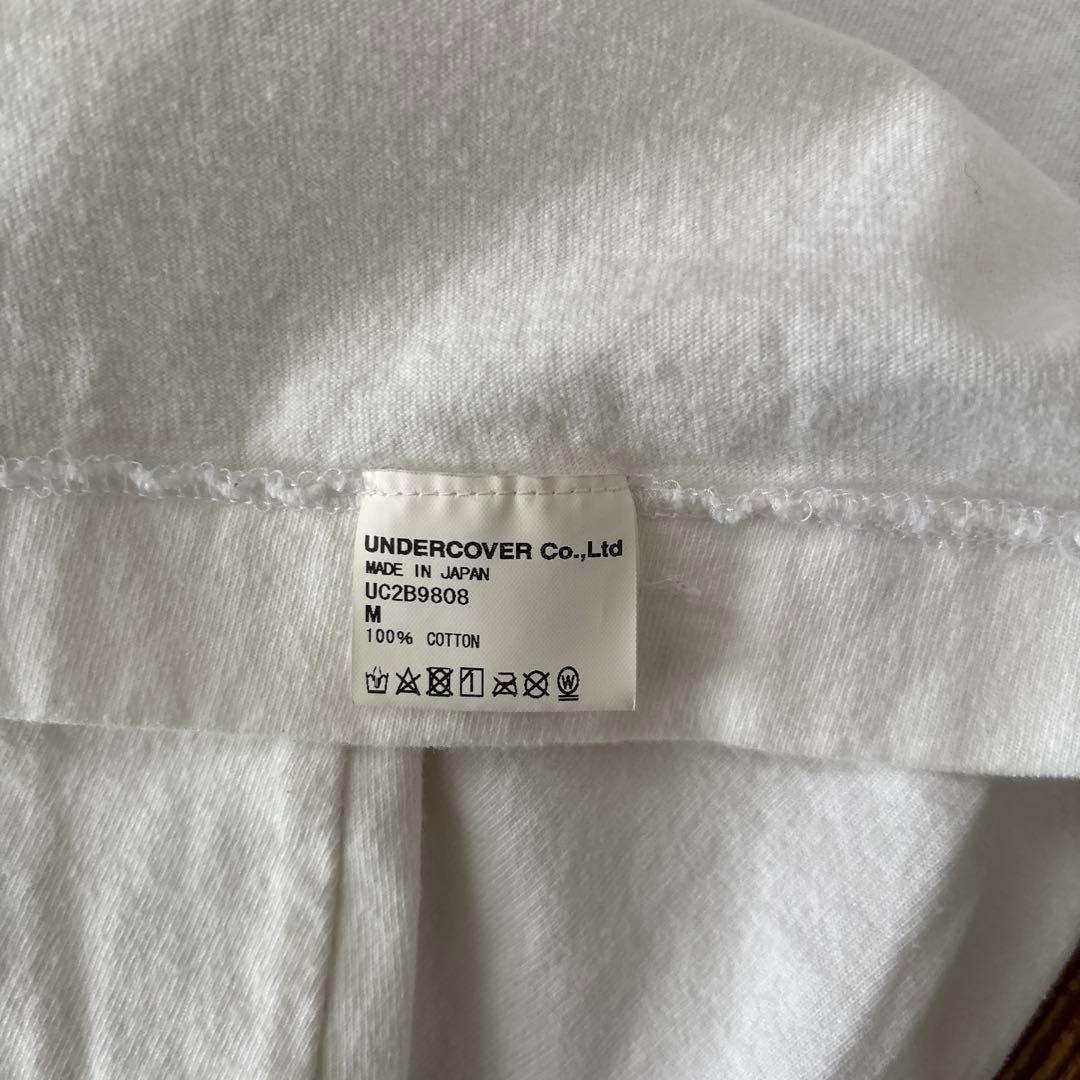 UNDERCOVER Co.,Ltd
MADE IN JAPAN
UC2B9808
M
100% COTTON
W